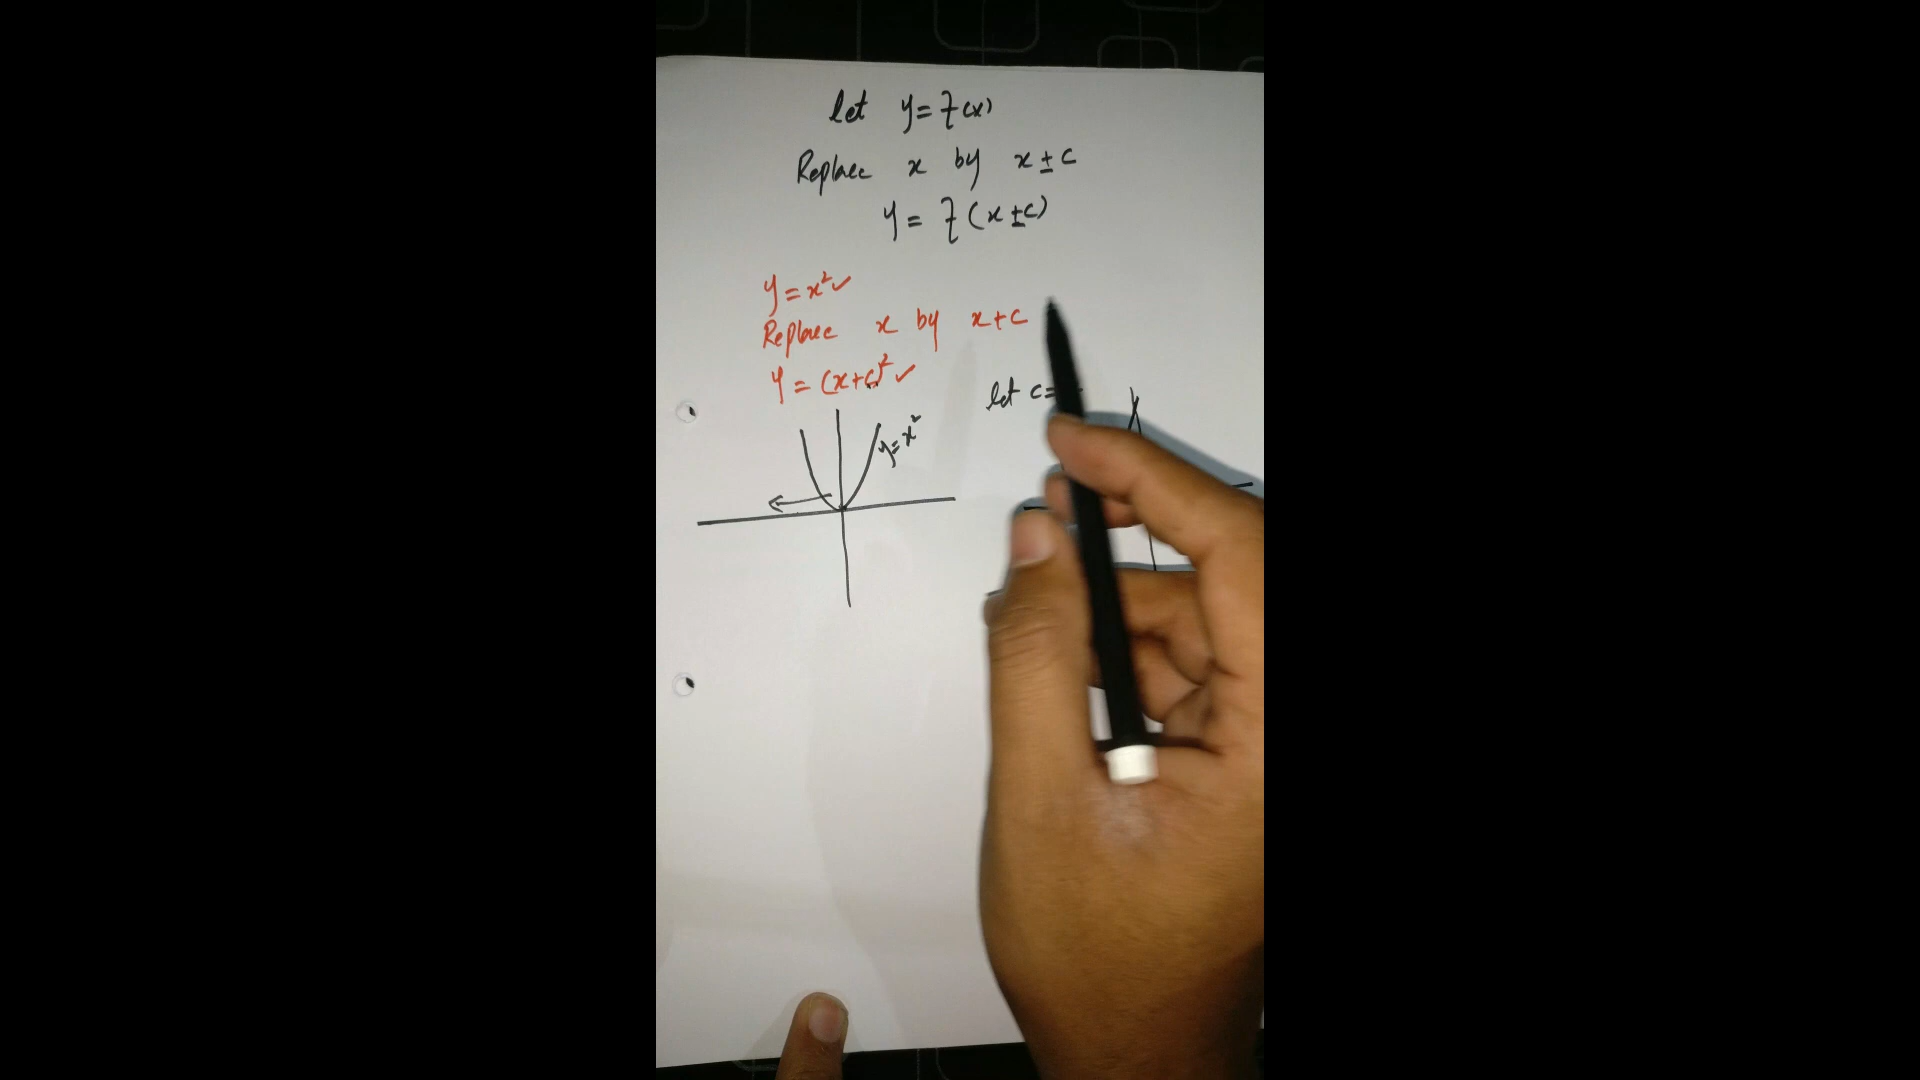 let y = f(x)
Replace x by x ± c
y = f(x ± c)
y = x² ✓
Replace x by x + c
y = (x + c)² ✓
let c =
y = x²